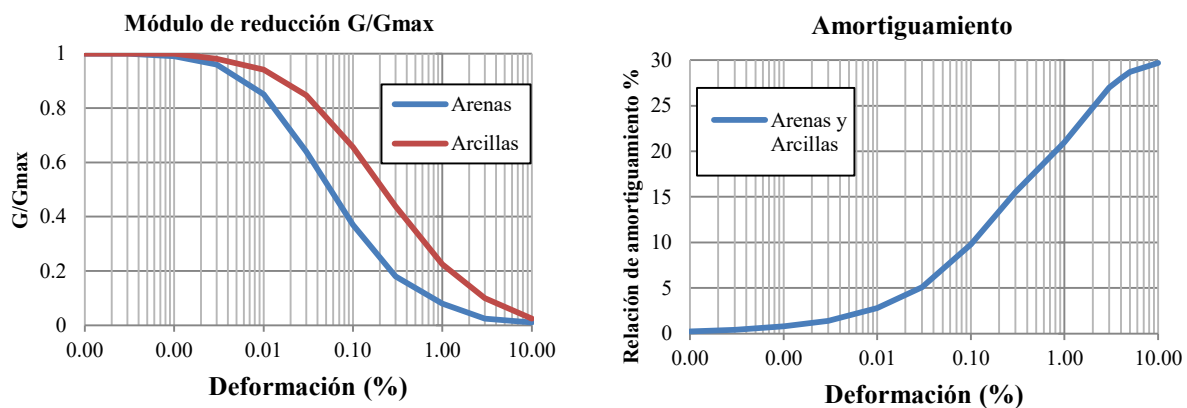 Módulo de reducción G/Gmax
G/Gmax
1
0.8
0.6
0.4
0.2
0
Arenas
Arcillas
0.00 0.00 0.01 0.10 1.00 10.00
Deformación (%)
Amortiguamiento
Relación de amortiguamiento %
30
25
20
15
10
5
0
Arenas y
Arcillas
0.00 0.00 0.01 0.10 1.00 10.00
Deformación (%)